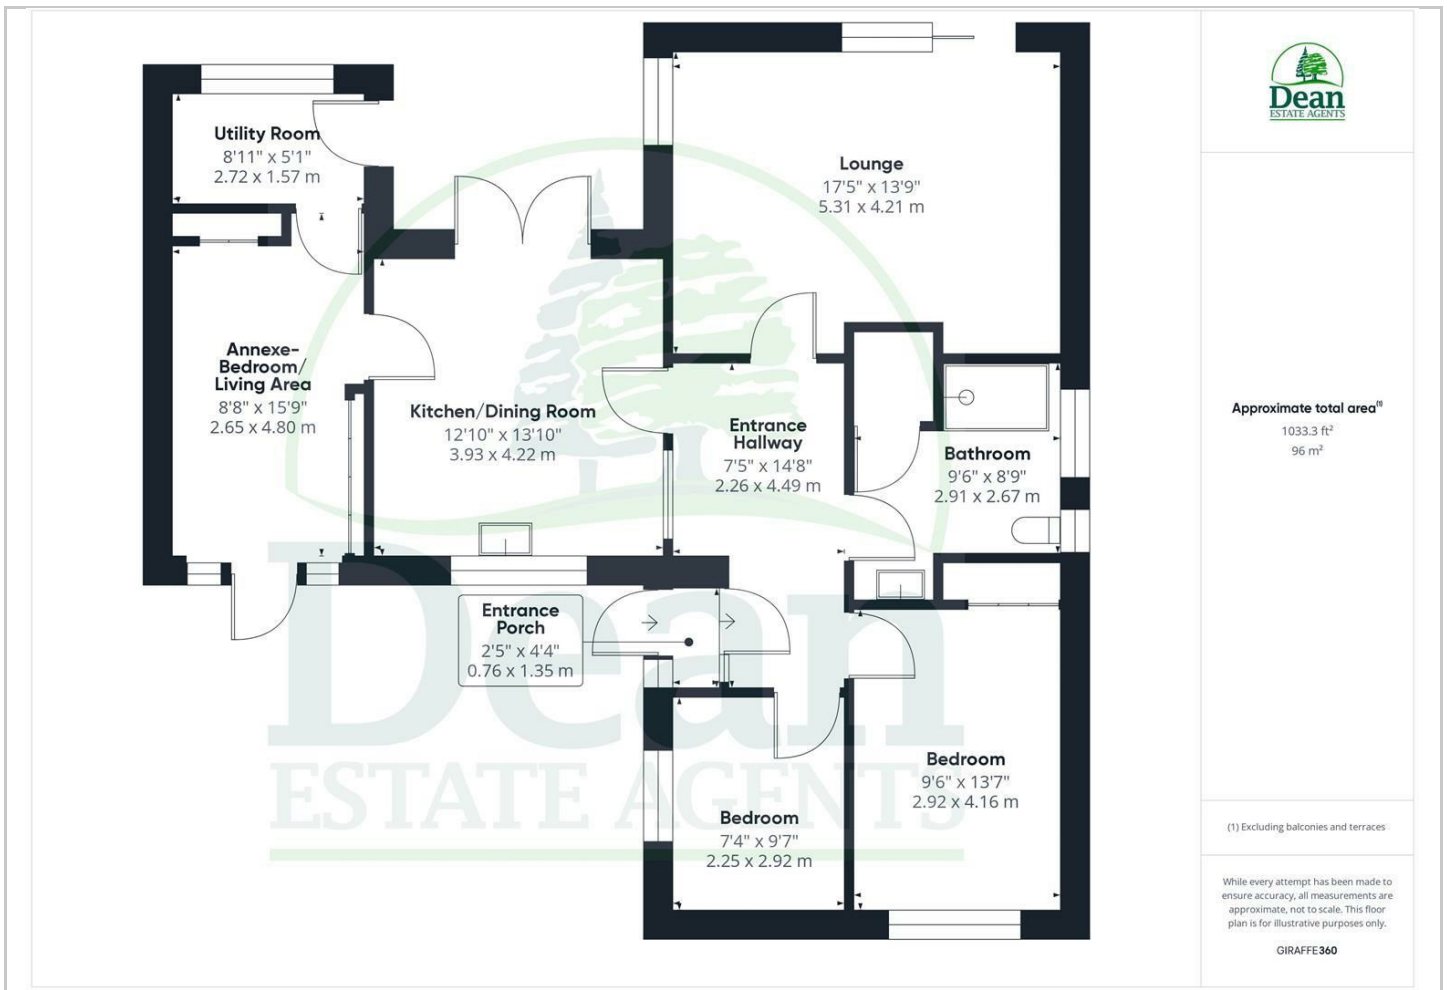 Utility Room
8'11" x 5'1"
2.72 x 1.57 m
Lounge
17'5" x 13'9"
5.31 x 4.21 m
Annexe-
Bedroom/
Living Area
8'8" x 15'9"
2.65 x 4.80 m
Kitchen/Dining Room
12'10" x 13'10"
3.93 x 4.22 m
Entrance
Hallway
7'5" x 14'8"
2.26 x 4.49 m
Bathroom
9'6" x 8'9"
2.91 x 2.67 m
Entrance
Porch
2'5" x 4'4"
0.76 x 1.35 m
Bedroom
7'4" x 9'7"
2.25 x 2.92 m
Bedroom
9'6" x 13'7"
2.92 x 4.16 m
Dean
ESTATE AGENTS
Dean
ESTATE AGENTS
Approximate total area⁽¹⁾
1033.3 ft²
96 m²
(1) Excluding balconies and terraces
While every attempt has been made to
ensure accuracy, all measurements are
approximate, not to scale. This floor
plan is for illustrative purposes only.
GIRAFFE360